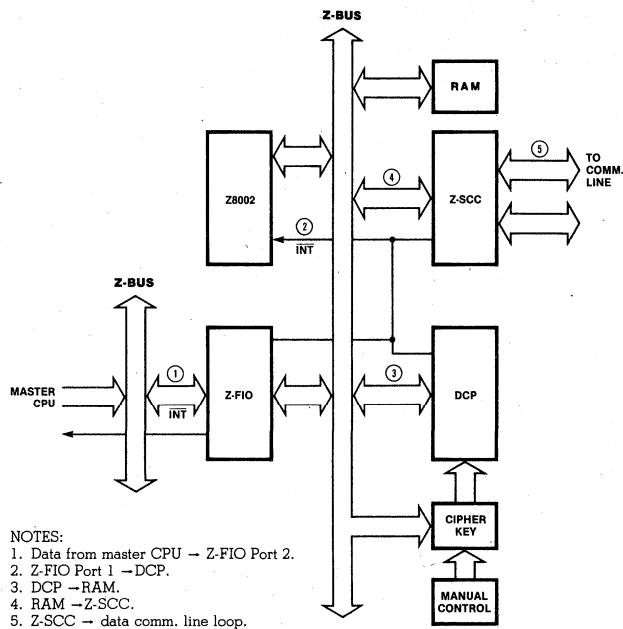 Z-BUS
RAM
⑤
TO
COMM.
LINE
④
Z8002
Z-SCC
②
INT
Z-BUS
①
③
MASTER
CPU
INT
Z-FIO
DCP
CIPHER
KEY
MANUAL
CONTROL
NOTES:
1. Data from master CPU → Z-FIO Port 2.
2. Z-FIO Port 1 → DCP.
3. DCP → RAM.
4. RAM → Z-SCC.
5. Z-SCC → data comm. line loop.